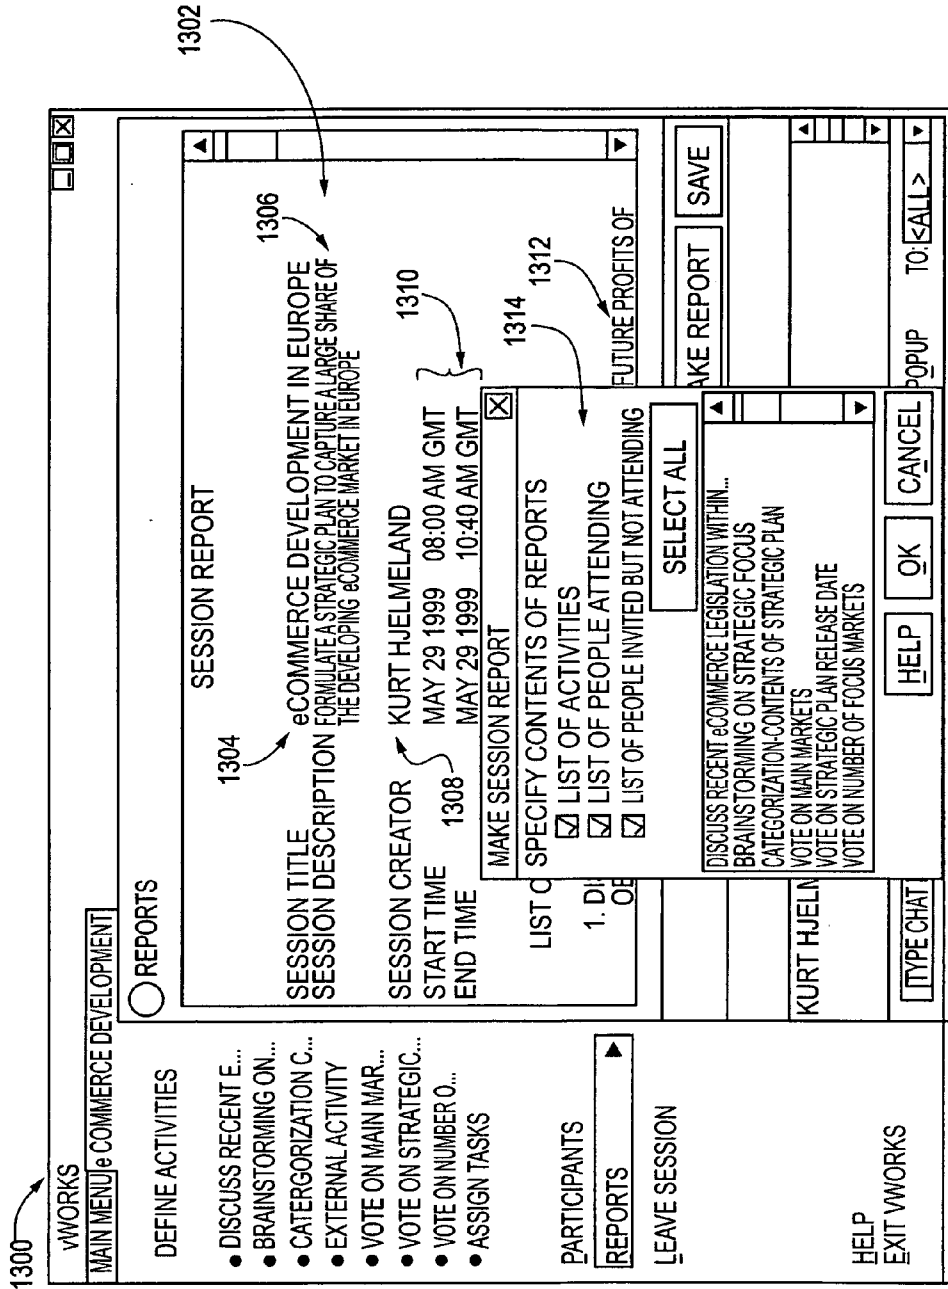 1300
vWORKS
MAIN MENU
e COMMERCE DEVELOPMENT
DEFINE ACTIVITIES
• DISCUSS RECENT E...
• BRAINSTORMING ON...
• CATERGORIZATION C...
• EXTERNAL ACTIVITY
• VOTE ON MAIN MAR...
• VOTE ON STRATEGIC...
• VOTE ON NUMBER O...
• ASSIGN TASKS
PARTICIPANTS
REPORTS
LEAVE SESSION
HELP
EXIT VWORKS
REPORTS
SESSION REPORT
1302
1304
1306
SESSION TITLE eCOMMERCE DEVELOPMENT IN EUROPE
SESSION DESCRIPTION FORMULATE A STRATEGIC PLAN TO CAPTURE A LARGE SHARE OF
THE DEVELOPING eCOMMERCE MARKET IN EUROPE
SESSION CREATOR KURT HJELMELAND
1308
START TIME MAY 29 1999 08:00 AM GMT
END TIME MAY 29 1999 10:40 AM GMT
1310
LIST O
1. DI
OB
FUTURE PROFITS OF
1312
1314
MAKE SESSION REPORT
SPECIFY CONTENTS OF REPORTS
LIST OF ACTIVITIES
LIST OF PEOPLE ATTENDING
LIST OF PEOPLE INVITED BUT NOT ATTENDING
SELECT ALL
DISCUSS RECENT eCOMMERCE LEGISLATION WITHIN...
BRAINSTORMING ON STRATEGIC FOCUS
CATEGORIZATION-CONTENTS OF STRATEGIC PLAN
VOTE ON MAIN MARKETS
VOTE ON STRATEGIC PLAN RELEASE DATE
VOTE ON NUMBER OF FOCUS MARKETS
HELP
OK
CANCEL
AKE REPORT
SAVE
KURT HJELM
TYPE CHAT
POPUP
TO: <ALL>